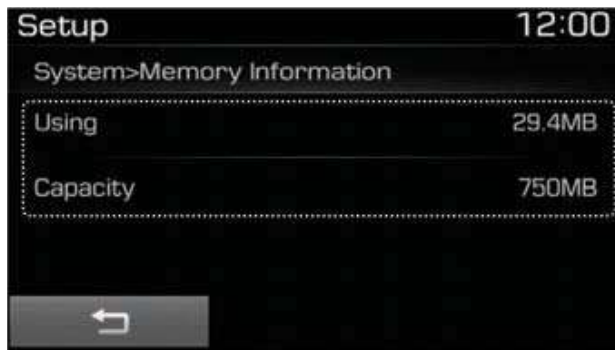 Setup 12:00
System>Memory Information
Using 29.4MB
Capacity 750MB